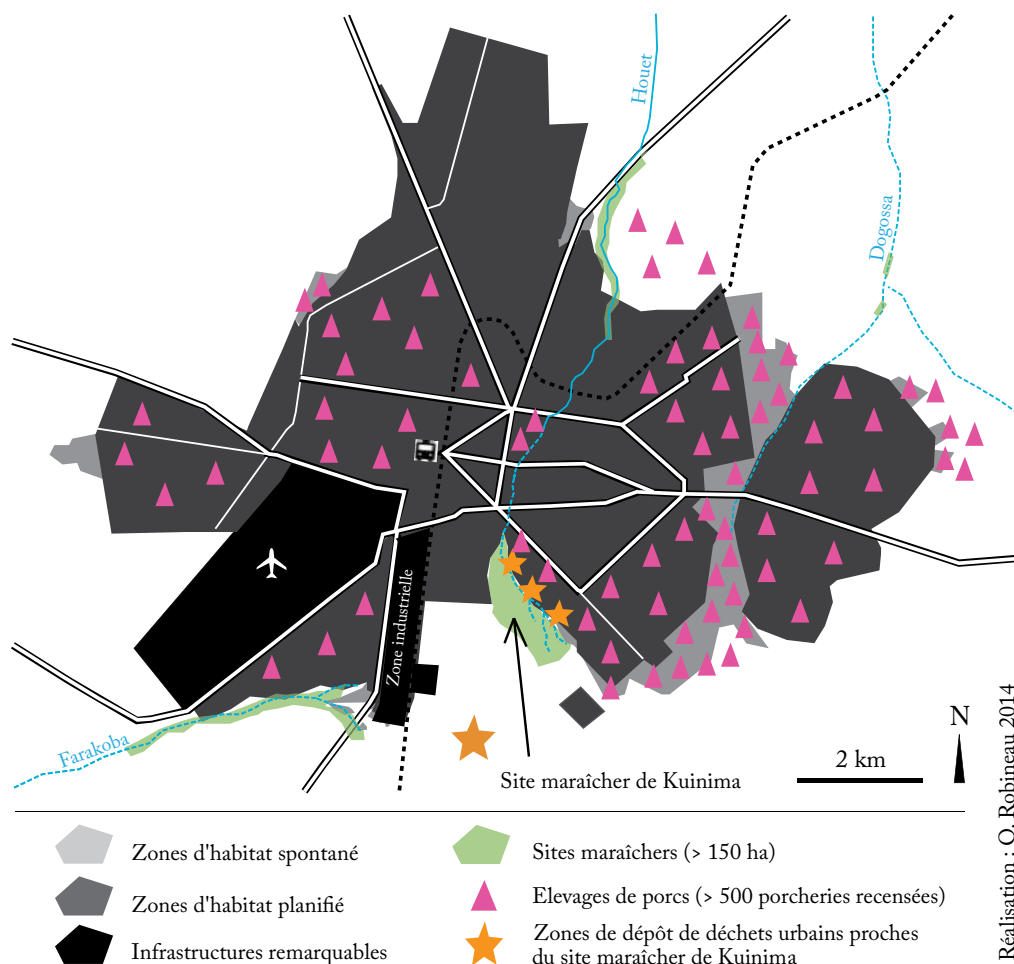 Houet
Dogossa
Zone industrielle
Farakoba
Site maraîcher de Kuinima
2 km
N
Réalisation : O. Robineau 2014
Zones d'habitat spontané
Zones d'habitat planifié
Infrastructures remarquables
Sites maraîchers (> 150 ha)
Elevages de porcs (> 500 porcheries recensées)
Zones de dépôt de déchets urbains proches
du site maraîcher de Kuinima